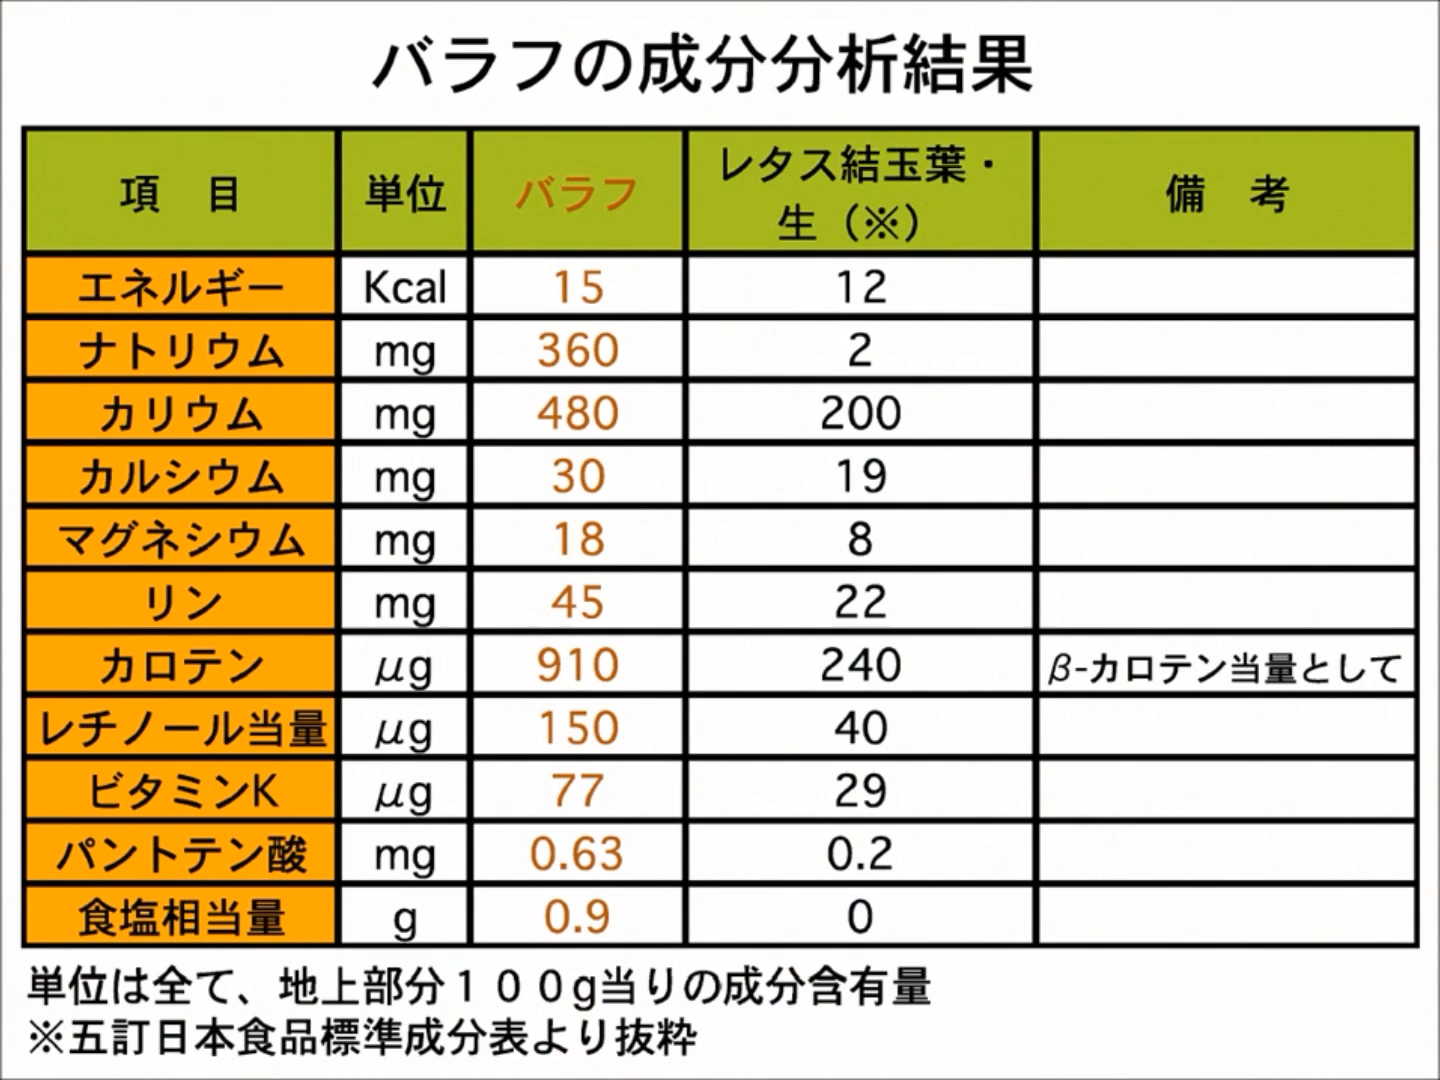 バラフの成分分析結果
項　目 単位 バラフ レタス結玉葉・生（※） 備　考
エネルギー Kcal 15 12
ナトリウム mg 360 2
カリウム mg 480 200
カルシウム mg 30 19
マグネシウム mg 18 8
リン mg 45 22
カロテン μg 910 240 β-カロテン当量として
レチノール当量 μg 150 40
ビタミンK μg 77 29
パントテン酸 mg 0.63 0.2
食塩相当量 g 0.9 0
単位は全て、地上部分１００g当りの成分含有量
※五訂日本食品標準成分表より抜粋